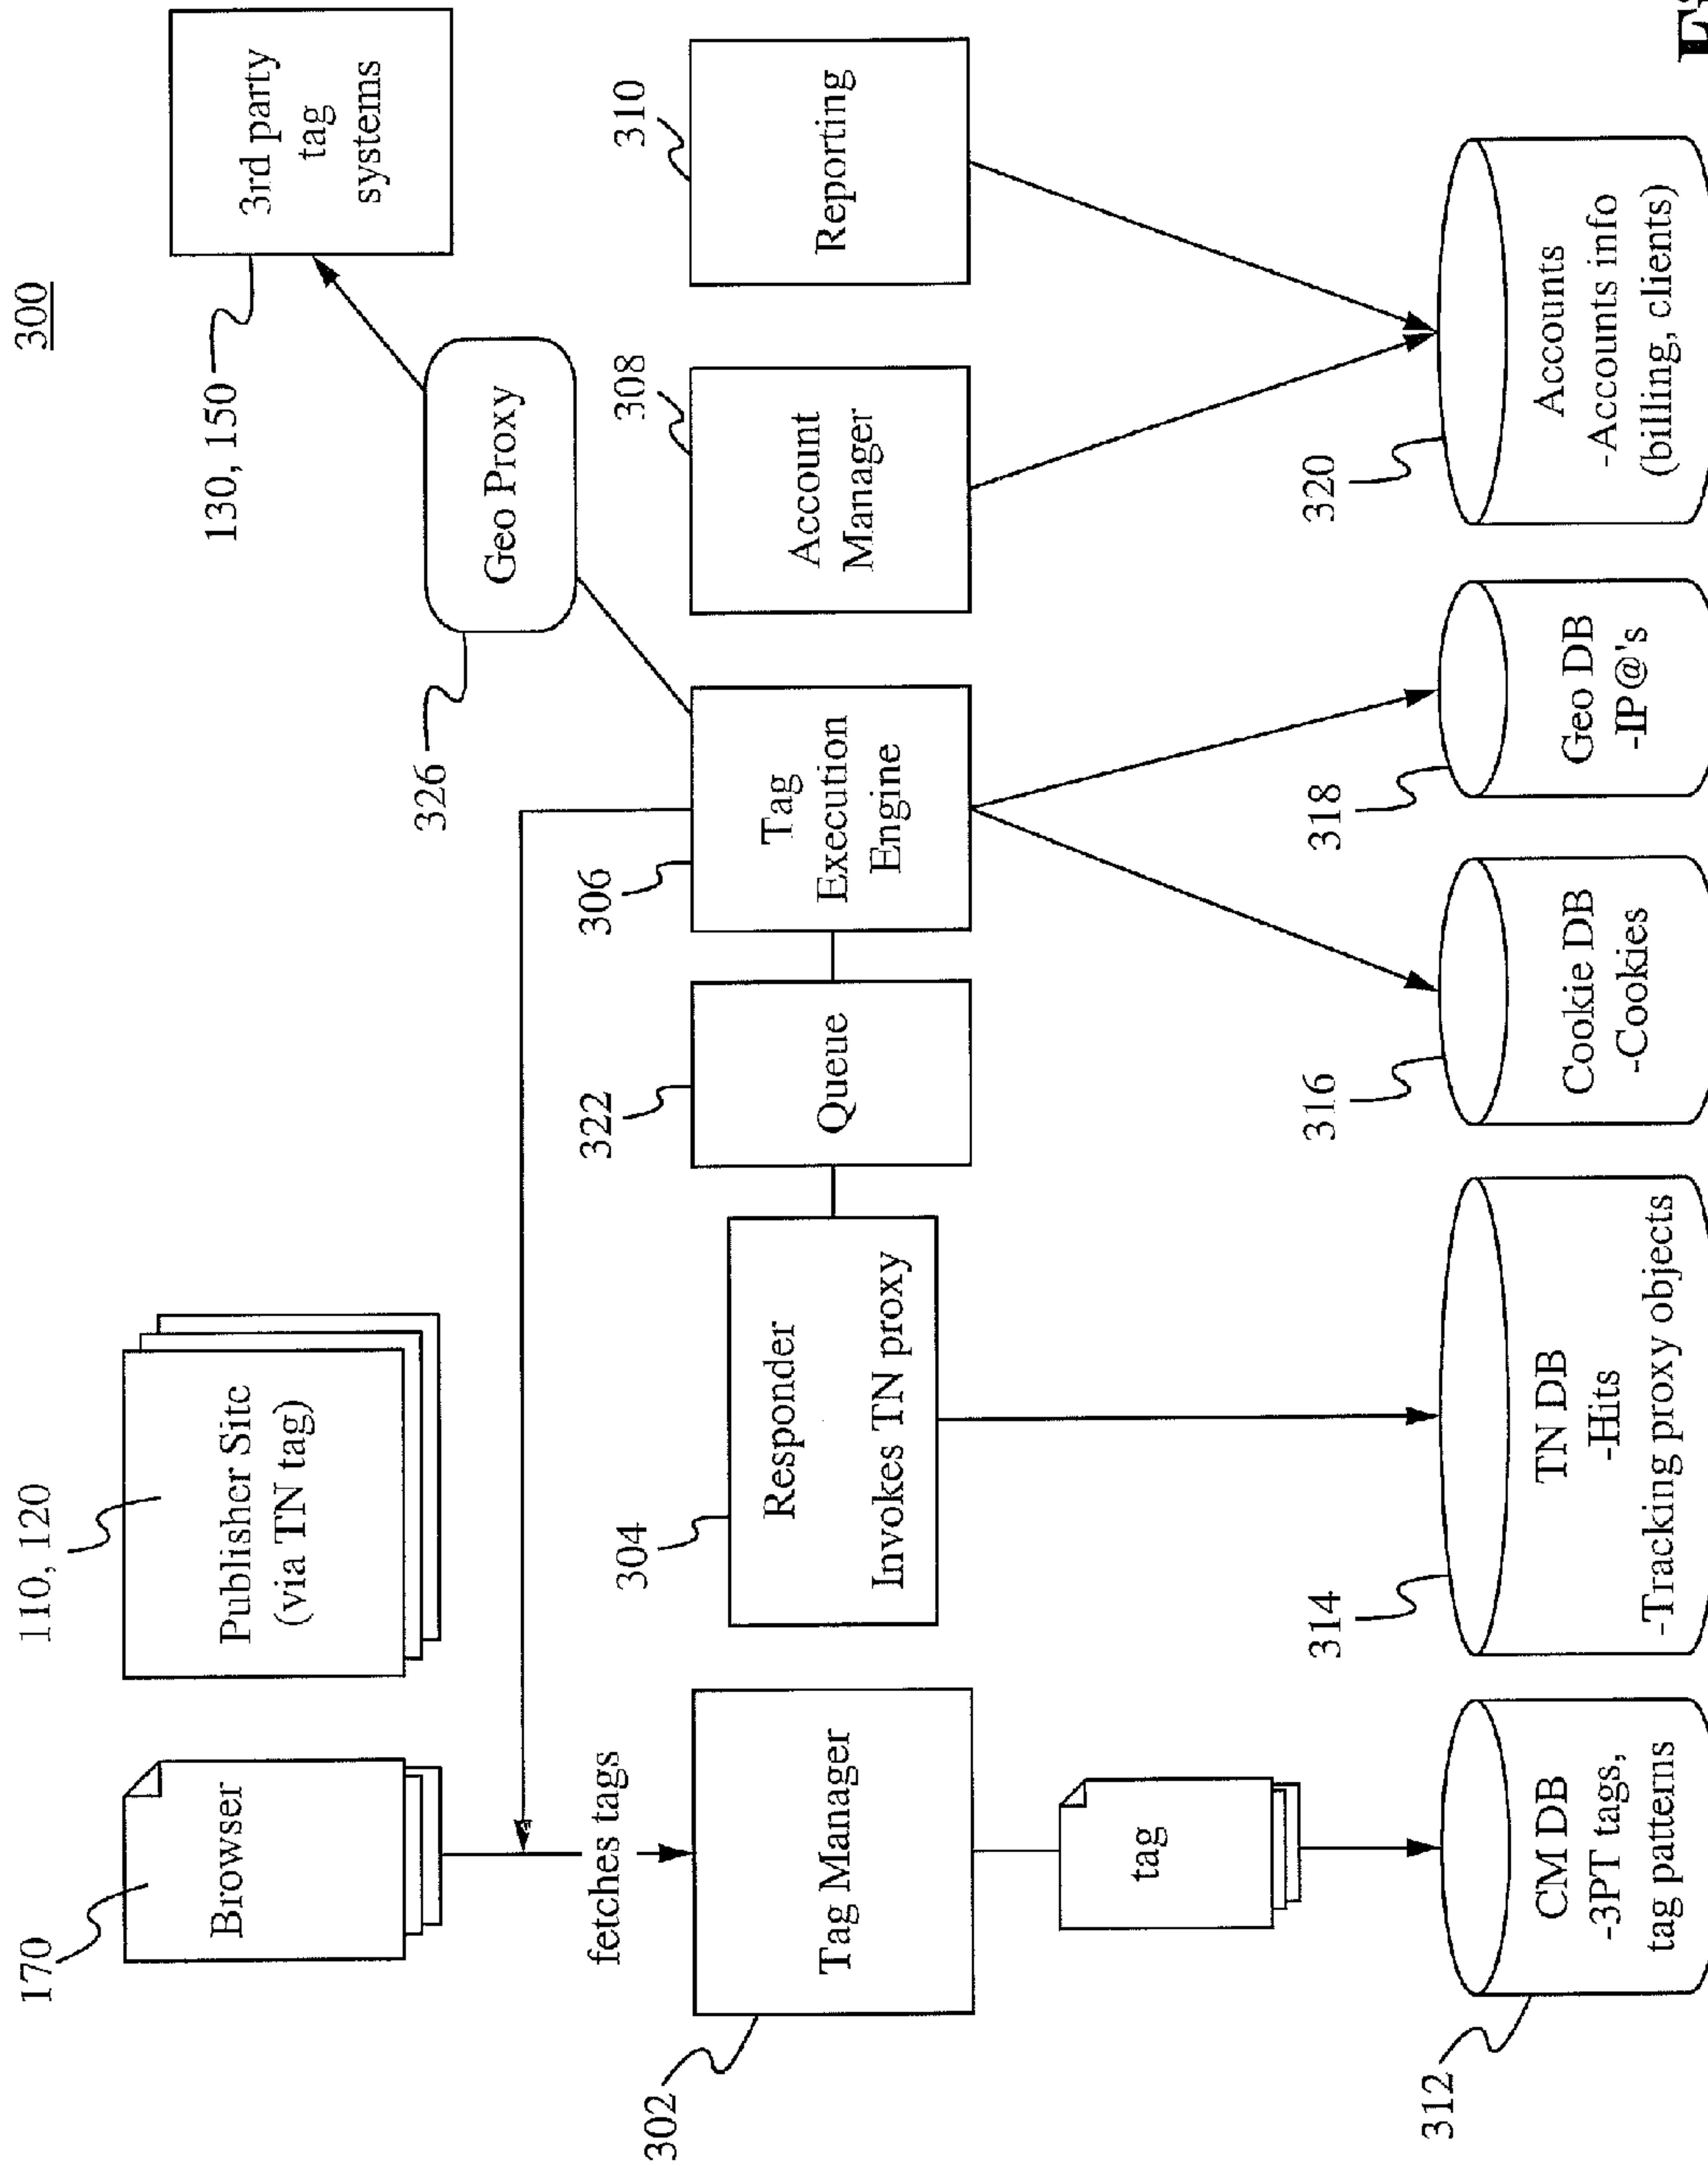 300
170
Browser
110, 120
Publisher Site
(via TN tag)
130, 150
3rd party
tag
systems
326
Geo Proxy
fetches tags
302
Tag Manager
304
Responder
Invokes TN proxy
322
Queue
306
Tag
Execution
Engine
308
Account
Manager
310
Reporting
tag
312
CM DB
-3PT tags,
tag patterns
314
TN DB
-Hits
-Tracking proxy objects
316
Cookie DB
-Cookies
318
Geo DB
-IP@'s
320
Accounts
-Accounts info
(billing, clients)